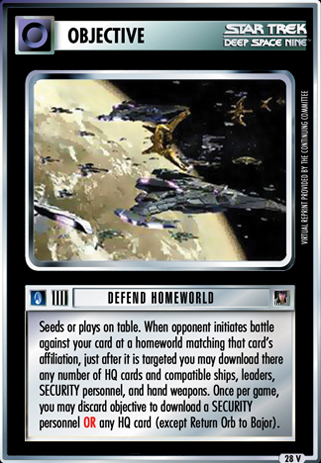 OBJECTIVE
STAR TREK
DEEP SPACE NINE
VIRTUAL REPRINT PROVIDED BY THE CONTINUING COMMITTEE
DEFEND HOMEWORLD
Seeds or plays on table. When opponent initiates battle
against your card at a homeworld matching that card's
affiliation, just after it is targeted you may download there
any number of HQ cards and compatible ships, leaders,
SECURITY personnel, and hand weapons. Once per game,
you may discard objective to download a SECURITY
personnel OR any HQ card (except Return Orb to Bajor).
28 V